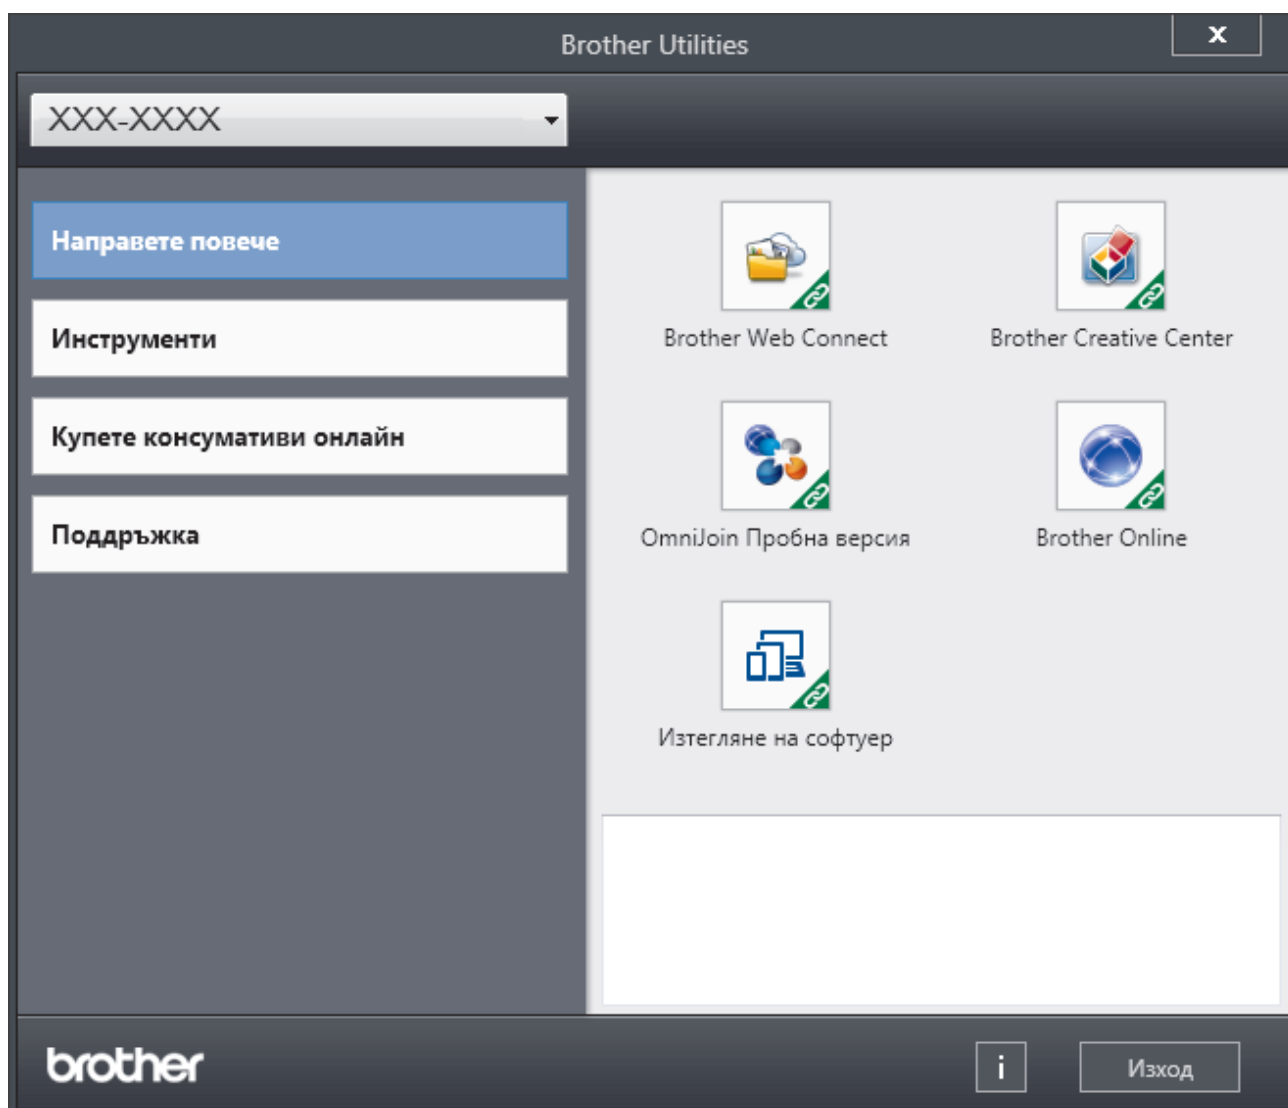 Brother Utilities
x
XXX-XXXX
Направете повече
Инструменти
Купете консумативи онлайн
Поддръжка
Brother Web Connect
Brother Creative Center
OmniJoin Пробна версия
Brother Online
Изтегляне на софтуер
brother
i
Изход